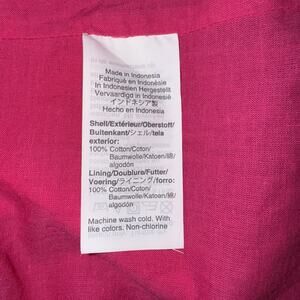 Made in Indonesia
Fabriqué en Indonésie
In Indonesien Hergestellt
Vervaardigd in Indonesië
インドネシア製
Hecho en Indonesia
Shell/Extérieur/Oberstoff/
Buitenkant/シェル/tela
exterior:
100% Cotton/Coton/
Baumwolle/Katoen/綿/
algodón
Lining/Doublure/Futter/
Voering/ライニング/forro:
100% Cotton/Coton/
Baumwolle/Katoen/綿/
algodón
Machine wash cold. With
like colors. Non-chlorine